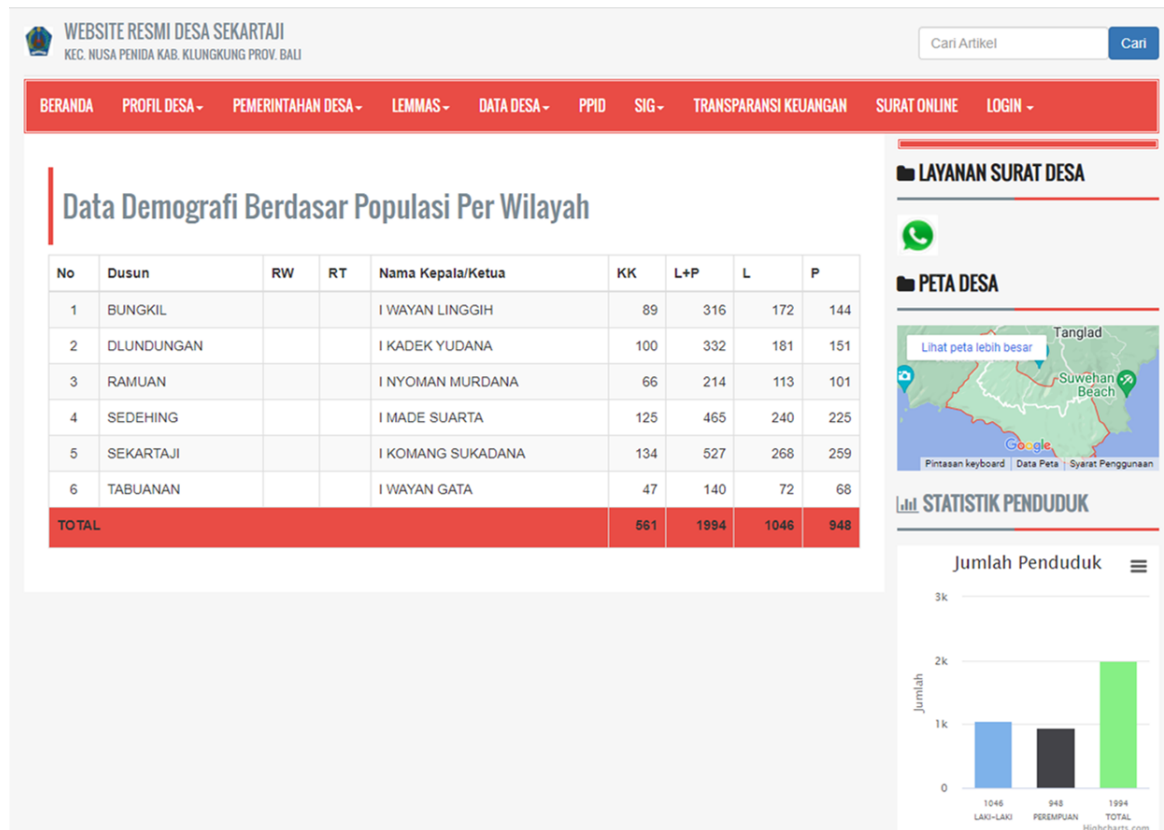 WEBSITE RESMI DESA SEKARTAJI
KEC. NUSA PENIDA KAB. KLUNGKUNG PROV. BALI
Cari Artikel
Cari
BERANDA PROFIL DESA PEMERINTAHAN DESA LEMMAS DATA DESA PPID SIG TRANSPARANSI KEUANGAN SURAT ONLINE LOGIN
Data Demografi Berdasar Populasi Per Wilayah
No Dusun RW RT Nama Kepala/Ketua KK L+P L P
1 BUNGKIL I WAYAN LINGGIH 89 316 172 144
2 DLUNDUNGAN I KADEK YUDANA 100 332 181 151
3 RAMUAN I NYOMAN MURDANA 66 214 113 101
4 SEDEHING I MADE SUARTA 125 465 240 225
5 SEKARTAJI I KOMANG SUKADANA 134 527 268 259
6 TABUANAN I WAYAN GATA 47 140 72 68
TOTAL 561 1994 1046 948
LAYANAN SURAT DESA
PETA DESA
Tanglad
Lihat peta lebih besar
Suwehan
Beach
Google
Pintasan keyboard Data Peta Syarat Penggunaan
STATISTIK PENDUDUK
Jumlah Penduduk
3k
2k
Jumlah
1k
0
1046 948 1994
LAKI-LAKI PEREMPUAN TOTAL
Highcharts.com